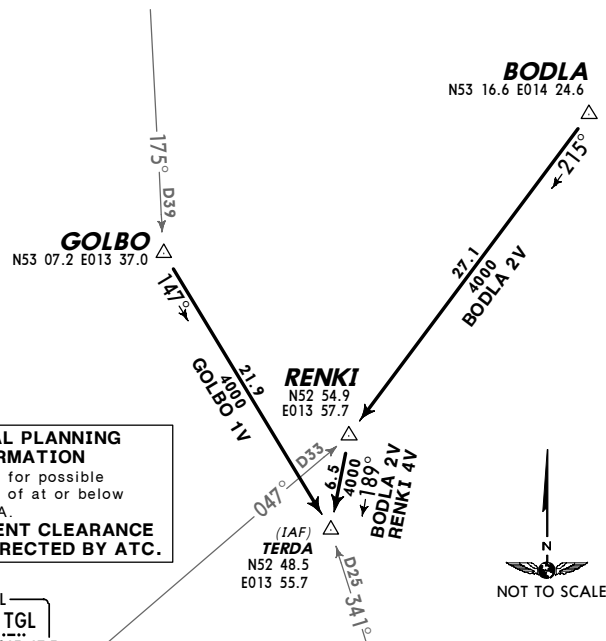 BODLA
N53 16.6 E014 24.6
215°
175°
D39
GOLBO
N53 07.2 E013 37.0
147°
27.1
4000
BODLA 2V
21.9
4000
GOLBO 1V
RENKI
N52 54.9
E013 57.7
AL PLANNING
RMATION
for possible
of at or below
A.
ENT CLEARANCE
RECTED BY ATC.
D33
047°
6.5
4000
189°
BODLA 2V
RENKI 4V
(IAF)
TERDA
N52 48.5
E013 55.7
D25
341°
N
NOT TO SCALE
L
TGL